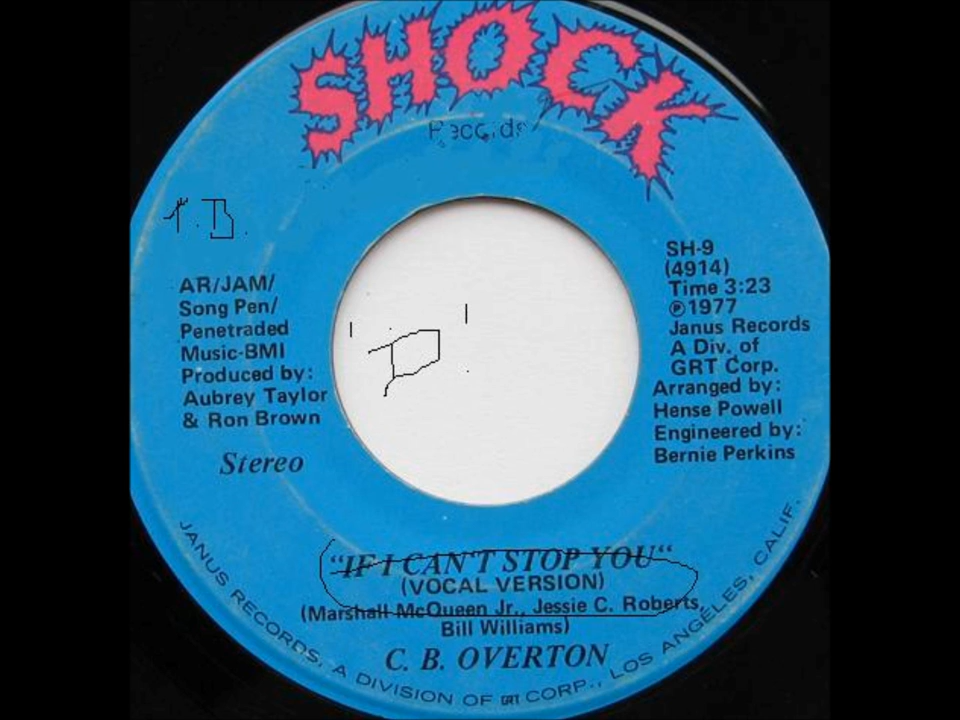 SHOCK
Records
AR/JAM/
Song Pen/
Penetraded
Music-BMI
Produced by:
Aubrey Taylor
& Ron Brown
Stereo
SH-9
(4914)
Time 3:23
℗1977
Janus Records
A Div. of
GRT Corp.
Arranged by:
Hense Powell
Engineered by:
Bernie Perkins
“IF I CAN'T STOP YOU“
(VOCAL VERSION)
(Marshall McQueen Jr., Jessie C. Roberts,
Bill Williams)
C. B. OVERTON
JANUS RECORDS, A DIVISION OF GRT CORP., LOS ANGELES, CALIF.